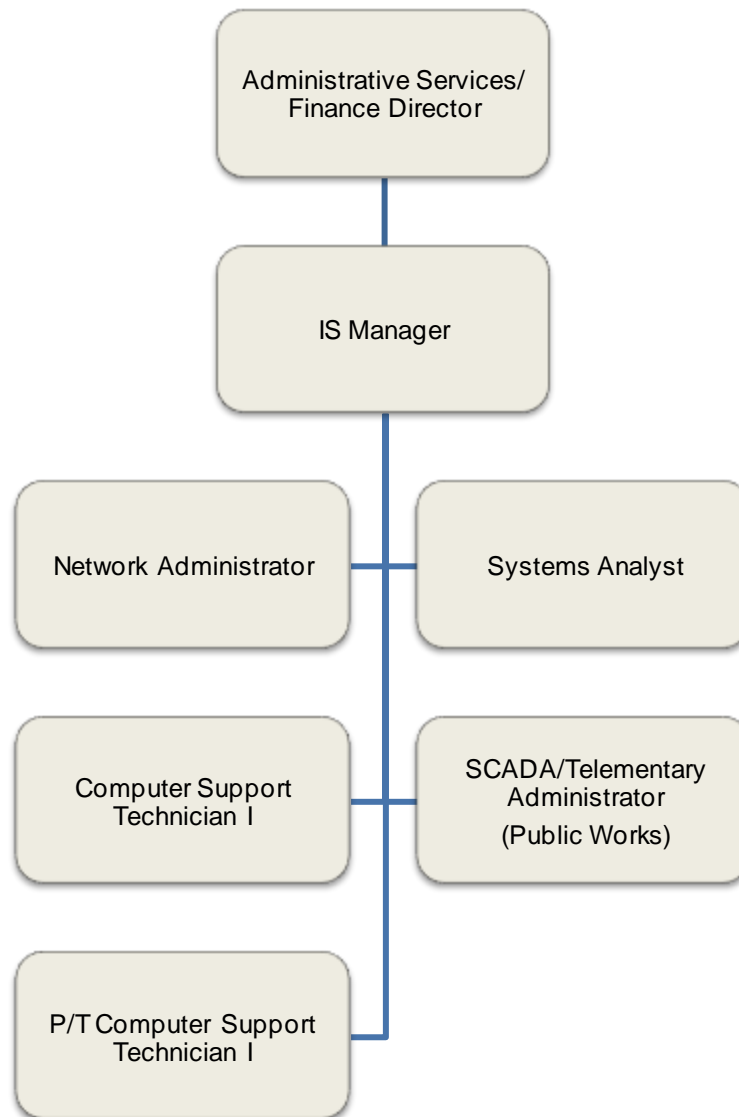 Administrative Services/
Finance Director
IS Manager
Network Administrator
Systems Analyst
Computer Support
Technician I
SCADA/Telementary
Administrator
(Public Works)
P/T Computer Support
Technician I